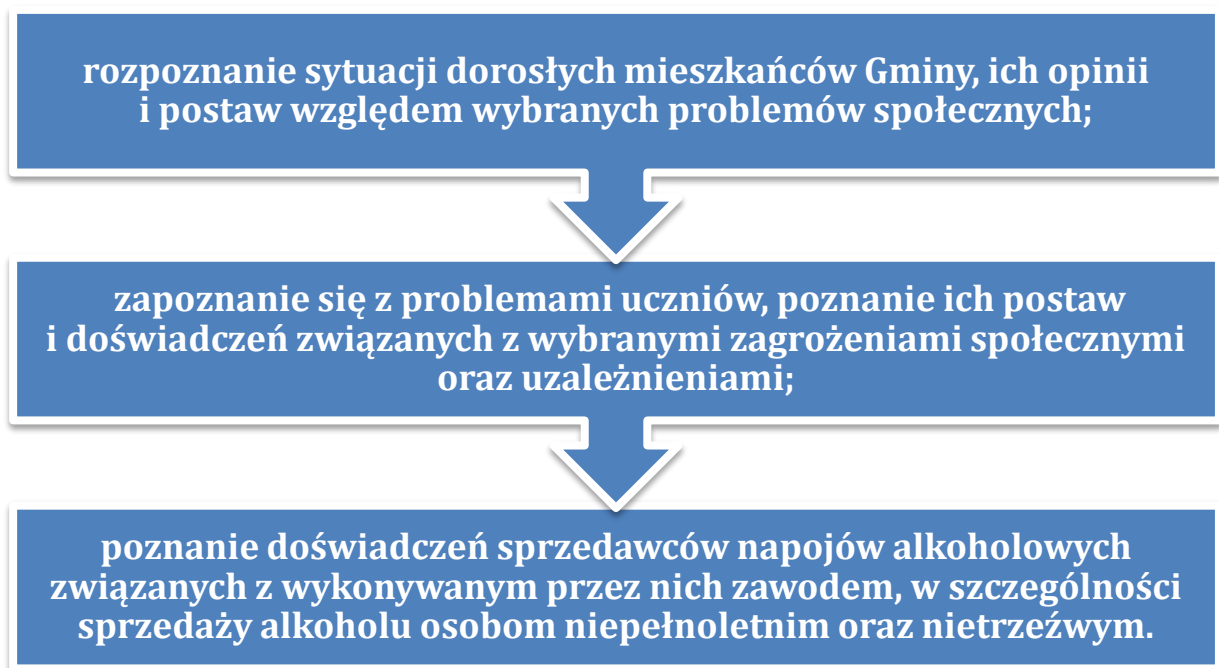 rozpoznanie sytuacji dorosłych mieszkańców Gminy, ich opinii
i postaw względem wybranych problemów społecznych;
zapoznanie się z problemami uczniów, poznanie ich postaw
i doświadczeń związanych z wybranymi zagrożeniami społecznymi
oraz uzależnieniami;
poznanie doświadczeń sprzedawców napojów alkoholowych
związanych z wykonywanym przez nich zawodem, w szczególności
sprzedaży alkoholu osobom niepełnoletnim oraz nietrzeźwym.